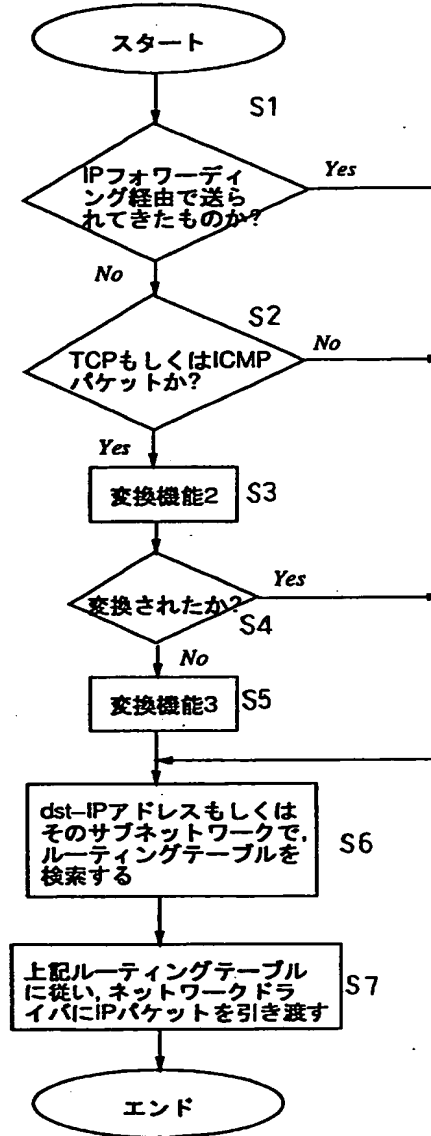 スタート
S1
IPフォワーディ
ング経由で送ら
れてきたものか?
Yes
No
S2
TCPもしくはICMP
パケットか?
No
Yes
変換機能2
S3
変換されたか?
Yes
S4
No
変換機能3
S5
dst-IPアドレスもしくは
そのサブネットワークで,
ルーティングテーブルを
検索する
S6
上記ルーティングテーブル
に従い,ネットワークドラ
イバにIPパケットを引き渡す
S7
エンド